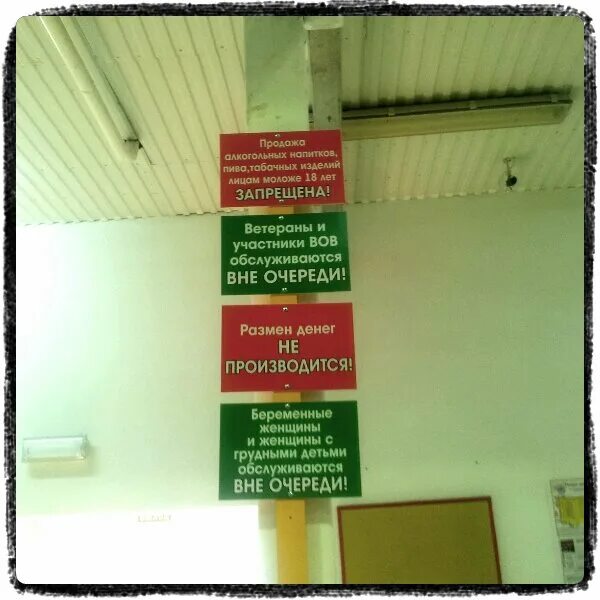 Продажа
алкогольных напитков,
пива,табачных изделий
лицам моложе 18 лет
ЗАПРЕЩЕНА!
Ветераны и
участники ВОВ
обслуживаются
ВНЕ ОЧЕРЕДИ!
Размен денег
НЕ
ПРОИЗВОДИТСЯ!
Беременные
женщины
и женщины с
грудными детьми
обслуживаются
ВНЕ ОЧЕРЕДИ!